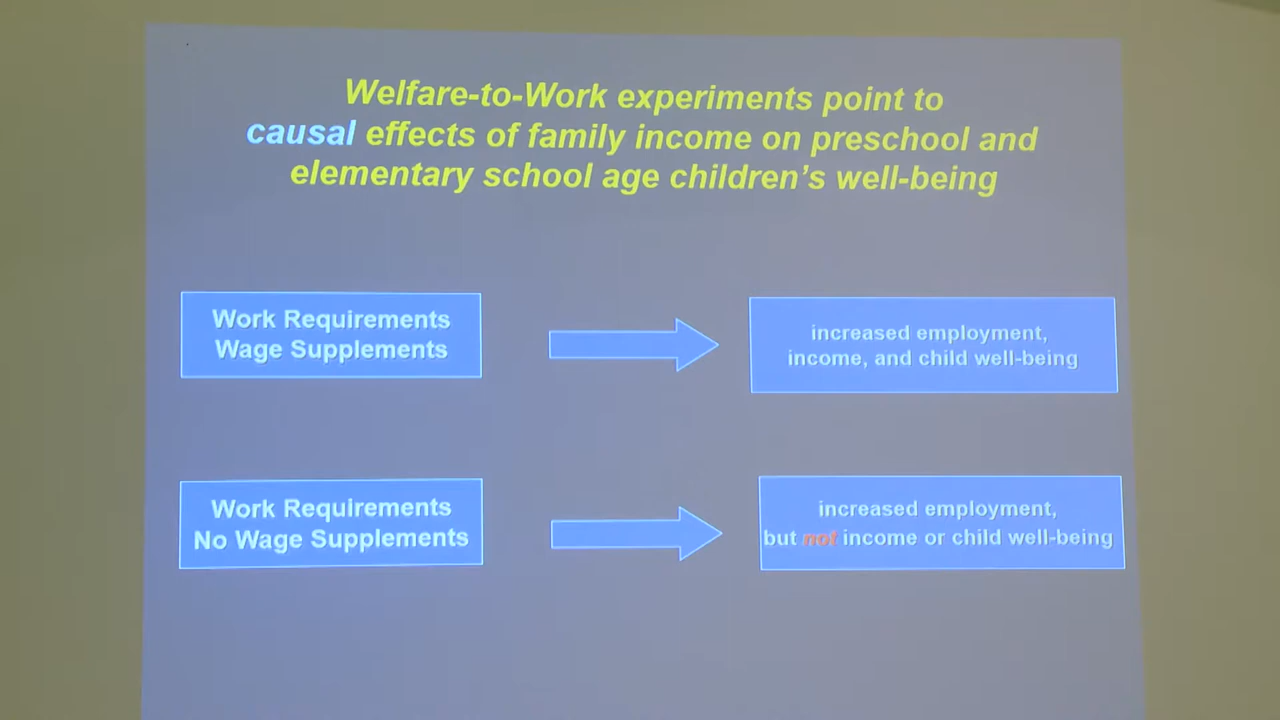 Welfare-to-Work experiments point to
causal effects of family income on preschool and
elementary school age children's well-being
Work Requirements
Wage Supplements
increased employment,
income, and child well-being
Work Requirements
No Wage Supplements
increased employment,
but not income or child well-being